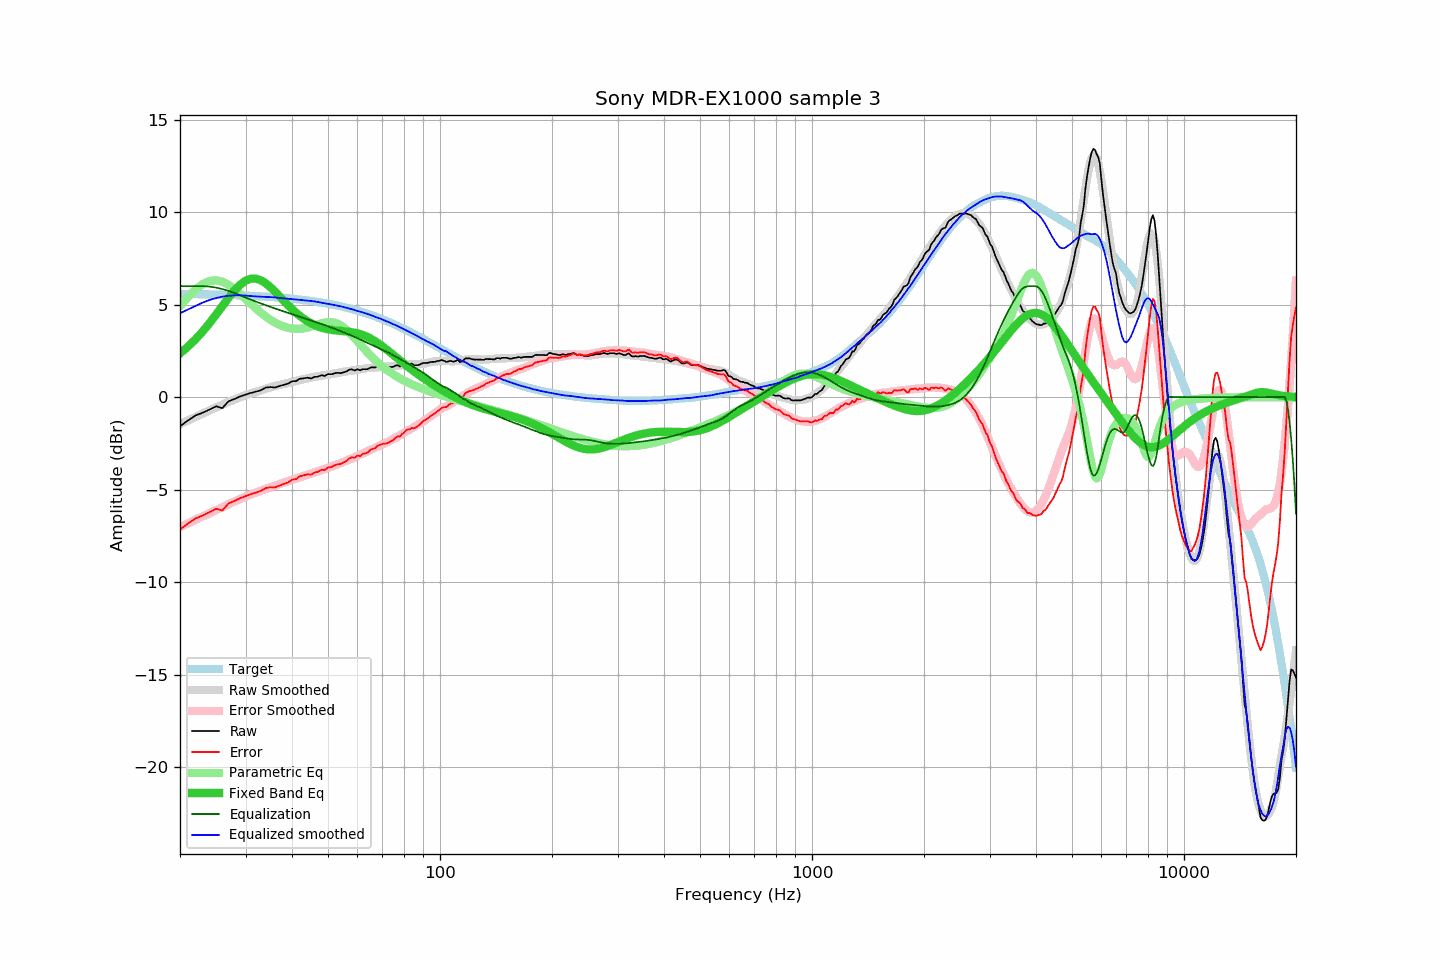 Sony MDR-EX1000 sample 3
15
10
5
0
−5
−10
−15
−20
Amplitude (dBr)
Target
Raw Smoothed
Error Smoothed
Raw
Error
Parametric Eq
Fixed Band Eq
Equalization
Equalized smoothed
100
1000
10000
Frequency (Hz)